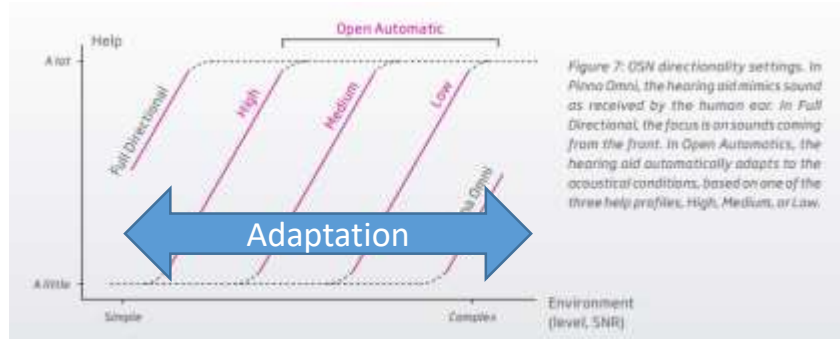 Open Automatic
Help
A lot
Full Directional
High
Medium
Low
Omni
Adaptation
A little
Simple
Complex
Environment
(level, SNR)
Figure 7: OSN directionality settings. In
Pinna Omni, the hearing aid mimics sound
as received by the human ear. In Full
Directional, the focus is on sounds coming
from the front. In Open Automatics, the
hearing aid automatically adapts to the
acoustical conditions, based on one of the
three help profiles, High, Medium, or Low.